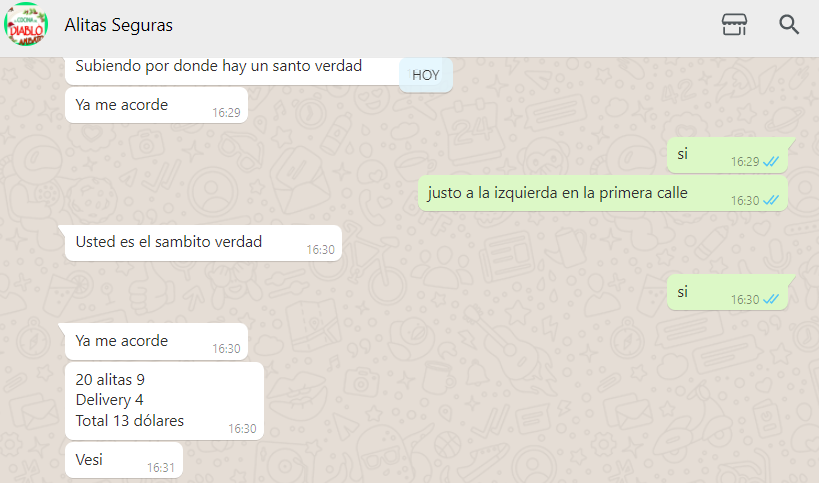 COCINA
DIABLO
Alitas Seguras
Subiendo por donde hay un santo verdad
HOY
Ya me acorde 16:29
si 16:29
justo a la izquierda en la primera calle 16:30
Usted es el sambito verdad 16:30
si 16:30
Ya me acorde 16:30
20 alitas 9
Delivery 4
Total 13 dólares 16:30
Vesi 16:31